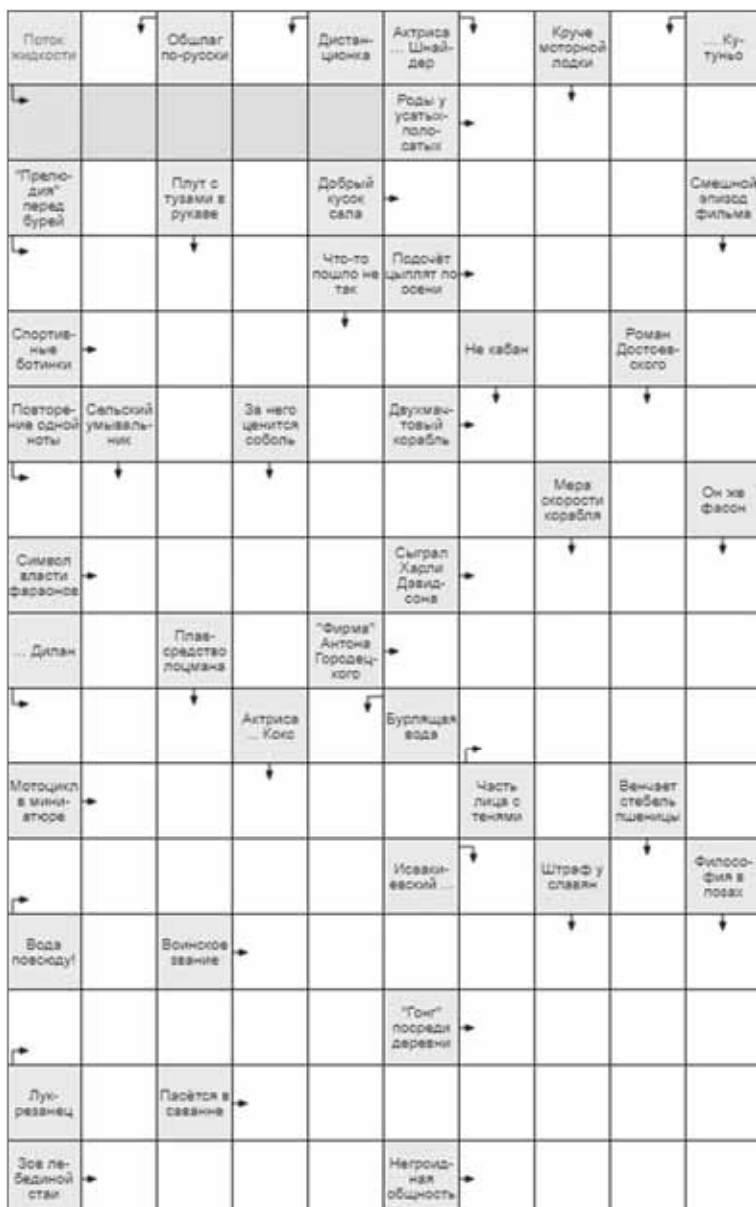 Поток
жидкости
Обшлаг
по-русски
Дистан-
ционка
Актриса
... Шнай-
дер
Круче
моторной
лодки
... Ку-
туньо
Роды у
усатых-
поло-
сатых
"Прелю-
дия"
перед
бурей
Плут с
тузами в
рукаве
Добрый
кусок
сала
Смешной
эпизод
фильма
Что-то
пошло не
так
Подсчёт
цыплят по
осени
Спортив-
ные
ботинки
Не кабан
Роман
Достоев-
ского
Повторе-
ние одной
ноты
Сельский
умываль-
ник
За него
ценится
соболь
Двухмач-
товый
корабль
Мера
скорости
корабля
Он же
фасон
Символ
власти
фараонов
Сыграл
Харли
Дэвид-
сона
... Дилан
Плав-
средство
лоцмана
"Фирма"
Антона
Городец-
кого
Актриса
... Кокс
Бурлящая
вода
Мотоцикл
в мини-
атюре
Часть
лица с
тенями
Венчает
стебель
пшеницы
Исааки-
евский ...
Штраф у
славян
Филосо-
фия в
позах
Вода
повсюду!
Воинское
звание
"Гонг"
посреди
деревни
Лук-
резанец
Пасётся в
саванне
Зов ле-
бединой
стаи
Негроид-
ная
общность